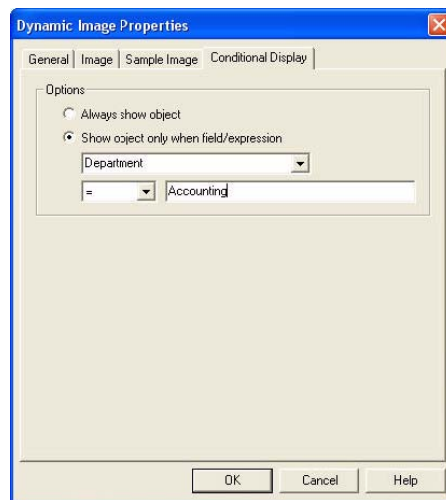 Dynamic Image Properties
General Image Sample Image Conditional Display
Options
Always show object
Show object only when field/expression
Department
= Accounting
OK Cancel Help